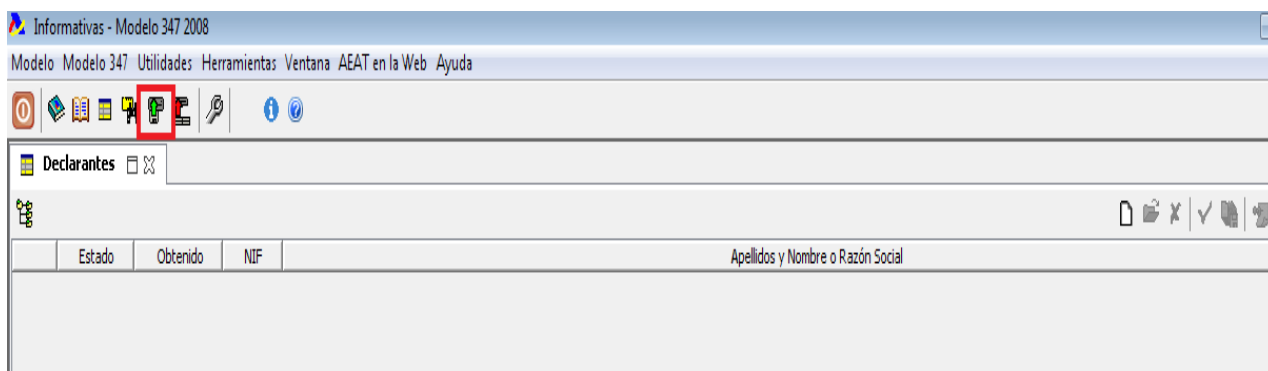 Informativas - Modelo 347 2008
Modelo Modelo 347 Utilidades Herramientas Ventana AEAT en la Web Ayuda
Declarantes
Estado Obtenido NIF Apellidos y Nombre o Razón Social